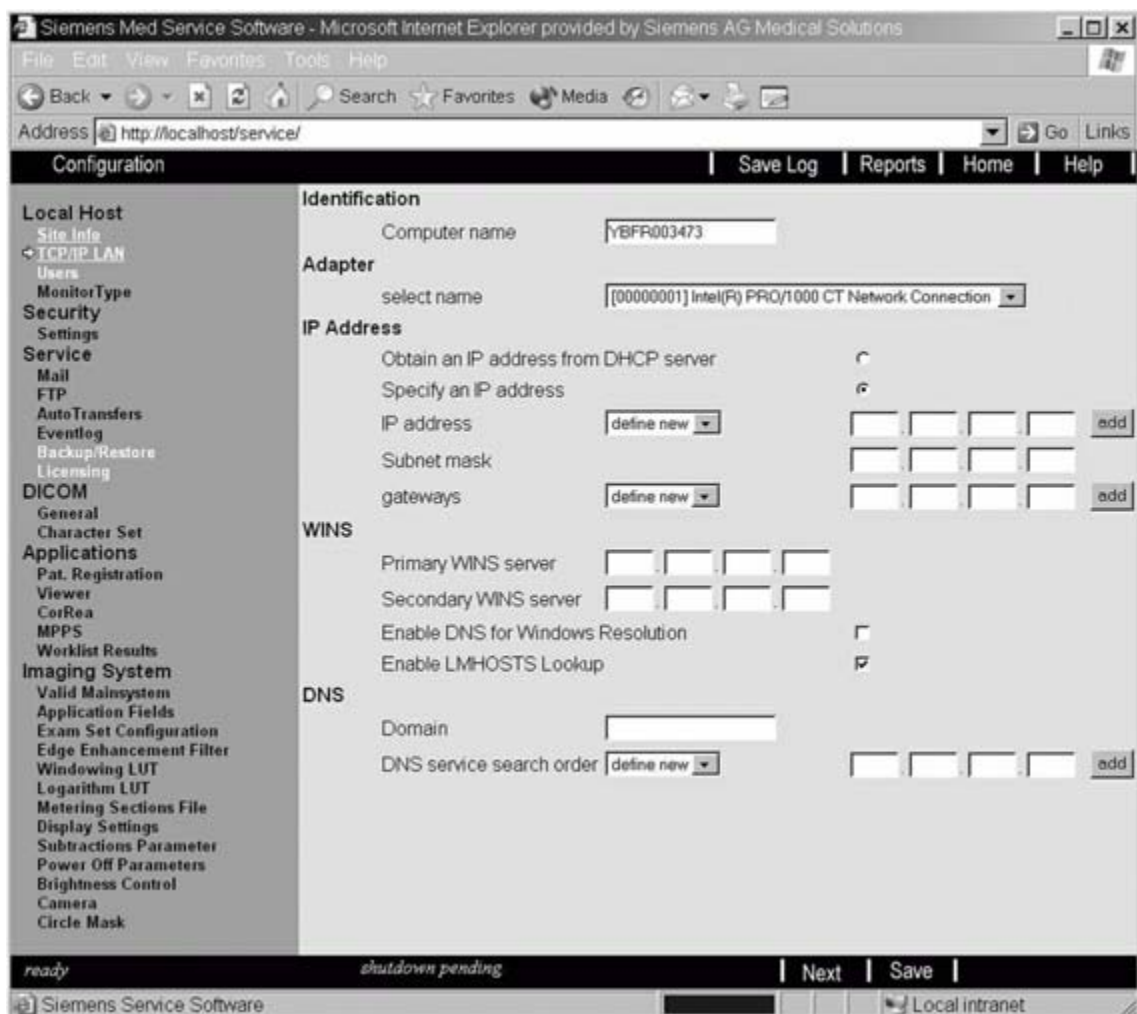 Siemens Med Service Software - Microsoft Internet Explorer provided by Siemens AG Medical Solutions
File Edit View Favorites Tools Help
Back Search Favorites Media
Address http://localhost/service/ Go Links
Configuration Save Log Reports Home Help
Local Host
Site Info
TCP/IP LAN
Users
MonitorType
Security
Settings
Service
Mail
FTP
AutoTransfers
Eventlog
Backup/Restore
Licensing
DICOM
General
Character Set
Applications
Pat. Registration
Viewer
CorRea
MPPS
Worklist Results
Imaging System
Valid Mainsystem
Application Fields
Exam Set Configuration
Edge Enhancement Filter
Windowing LUT
Logarithm LUT
Metering Sections File
Display Settings
Subtractions Parameter
Power Off Parameters
Brightness Control
Camera
Circle Mask
Identification
Computer name YBFR003473
Adapter
select name [00000001] Intel(R) PRO/1000 CT Network Connection
IP Address
Obtain an IP address from DHCP server
Specify an IP address
IP address define new . . . add
Subnet mask . . .
gateways define new . . . add
WINS
Primary WINS server . . .
Secondary WINS server . . .
Enable DNS for Windows Resolution
Enable LMHOSTS Lookup
DNS
Domain
DNS service search order define new . . . add
ready shutdown pending Next Save
Siemens Service Software Local intranet